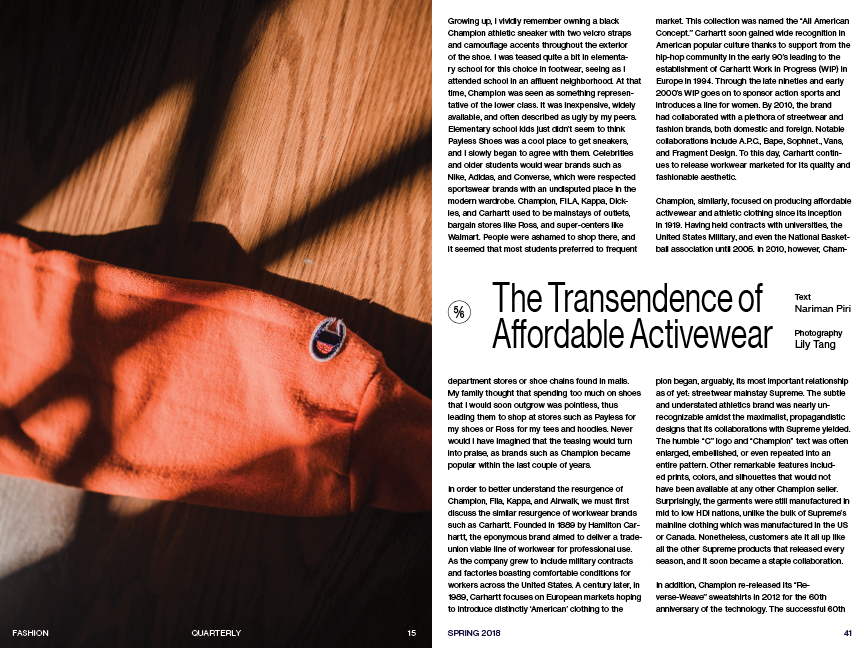 Growing up, I vividly remember owning a black
Champion athletic sneaker with two velcro straps
and camouflage accents throughout the exterior
of the shoe. I was teased quite a bit in elementa-
ry school for this choice in footwear, seeing as I
attended school in an affluent neighborhood. At that
time, Champion was seen as something represen-
tative of the lower class. It was inexpensive, widely
available, and often described as ugly by my peers.
Elementary school kids just didn't seem to think
Payless Shoes was a cool place to get sneakers,
and I slowly began to agree with them. Celebrities
and older students would wear brands such as
Nike, Adidas, and Converse, which were respected
sportswear brands with an undisputed place in the
modern wardrobe. Champion, FILA, Kappa, Dick-
ies, and Carhartt used to be mainstays of outlets,
bargain stores like Ross, and super-centers like
Walmart. People were ashamed to shop there, and
it seemed that most students preferred to frequent
market. This collection was named the "All American
Concept." Carhartt soon gained wide recognition in
American popular culture thanks to support from the
hip-hop community in the early 90's leading to the
establishment of Carhartt Work in Progress (WIP) in
Europe in 1994. Through the late nineties and early
2000's WIP goes on to sponsor action sports and
introduces a line for women. By 2010, the brand
had collaborated with a plethora of streetwear and
fashion brands, both domestic and foreign. Notable
collaborations include A.P.C., Bape, Sophnet., Vans,
and Fragment Design. To this day, Carhartt contin-
ues to release workwear marketed for its quality and
fashionable aesthetic.
Champion, similarly, focused on producing affordable
activewear and athletic clothing since its inception
in 1919. Having held contracts with universities, the
United States Military, and even the National Basket-
ball association until 2005. In 2010, however, Cham-
5/6
The Transendence of
Affordable Activewear
Text
Nariman Piri
Photography
Lily Tang
department stores or shoe chains found in malls.
My family thought that spending too much on shoes
that I would soon outgrow was pointless, thus
leading them to shop at stores such as Payless for
my shoes or Ross for my tees and hoodies. Never
would I have imagined that the teasing would turn
into praise, as brands such as Champion became
popular within the last couple of years.
In order to better understand the resurgence of
Champion, Fila, Kappa, and Airwalk, we must first
discuss the similar resurgence of workwear brands
such as Carhartt. Founded in 1889 by Hamilton Car-
hartt, the eponymous brand aimed to deliver a trade-
union viable line of workwear for professional use.
As the company grew to include military contracts
and factories boasting comfortable conditions for
workers across the United States. A century later, in
1989, Carhartt focuses on European markets hoping
to introduce distinctly 'American' clothing to the
pion began, arguably, its most important relationship
as of yet: streetwear mainstay Supreme. The subtle
and understated athletics brand was nearly un-
recognizable amidst the maximalist, propagandistic
designs that its collaborations with Supreme yielded.
The humble "C" logo and "Champion" text was often
enlarged, embellished, or even repeated into an
entire pattern. Other remarkable features includ-
ed prints, colors, and silhouettes that would not
have been available at any other Champion seller.
Surprisingly, the garments were still manufactured in
mid to low HDI nations, unlike the bulk of Supreme's
mainline clothing which was manufactured in the US
or Canada. Nonetheless, customers ate it all up like
all the other Supreme products that released every
season, and it soon became a staple collaboration.
In addition, Champion re-released its "Re-
verse-Weave" sweatshirts in 2012 for the 60th
anniversary of the technology. The successful 60th
FASHION QUARTERLY 15
SPRING 2018 41